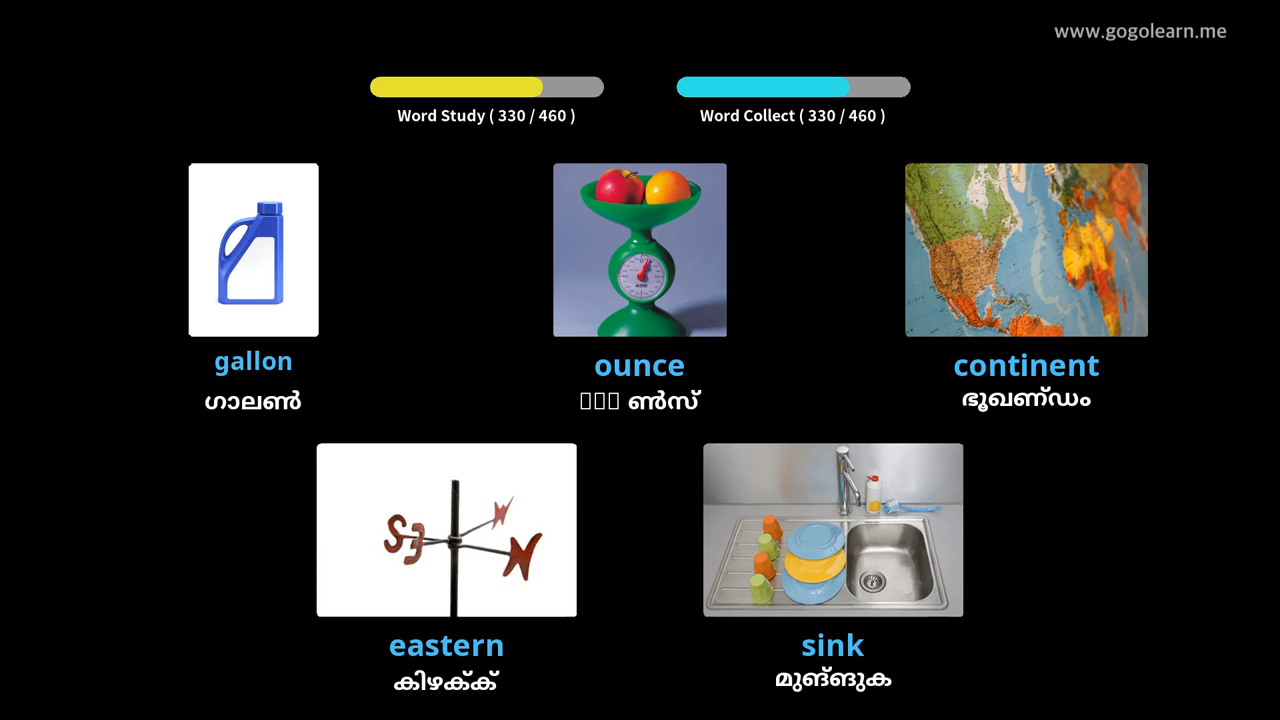 www.gogolearn.me
Word Study ( 330 / 460 )
Word Collect ( 330 / 460 )
gallon
ounce
continent
ഗാലൺ
ൺസ്
ഭൂഖണ്ഡം
eastern
sink
കിഴക്ക്
മുങ്ങുക